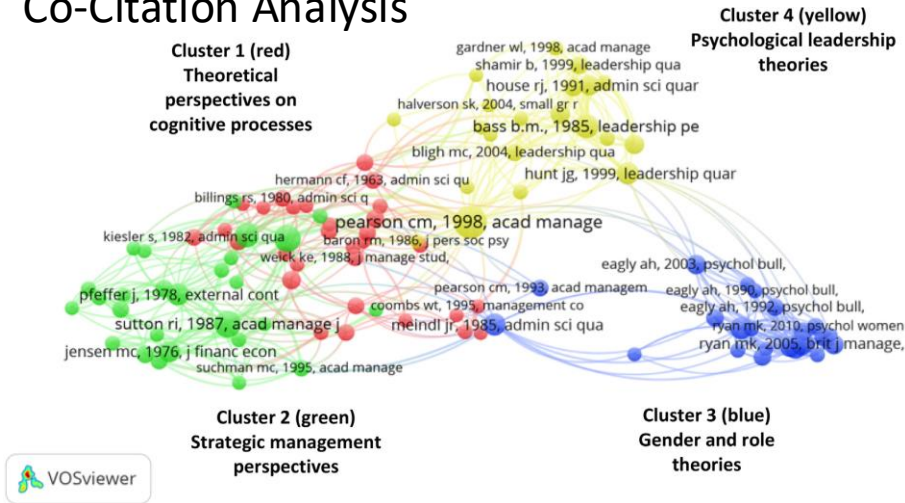 Co-Citation Analysis
Cluster 1 (red)
Theoretical
perspectives on
cognitive processes
Cluster 4 (yellow)
Psychological leadership
theories
gardner wl, 1998, acad manage
shamir b, 1999, leadership qua
house rj, 1991, admin sci quar
halverson sk, 2004, small gr r
bass b.m., 1985, leadership pe
bligh mc, 2004, leadership qua
hunt jg, 1999, leadership quar
hermann cf, 1963, admin sci qu
billings rs, 1980, admin sci q
pearson cm, 1998, acad manage
kiesler s, 1982, admin sci qua
baron rm, 1986, j pers soc psy
weick ke, 1988, j manage stud,
eagly ah, 2003, psychol bull,
pearson cm, 1993, acad managem
eagly ah, 1990, psychol bull,
pfeffer j, 1978, external cont
coombs wt, 1995, management co
eagly ah, 1992, psychol bull,
sutton ri, 1987, acad manage j
meindl jr, 1985, admin sci qua
ryan mk, 2010, psychol women
ryan mk, 2005, brit j manage,
jensen mc, 1976, j financ econ
suchman mc, 1995, acad manage
Cluster 2 (green)
Strategic management
perspectives
Cluster 3 (blue)
Gender and role
theories
VOSviewer